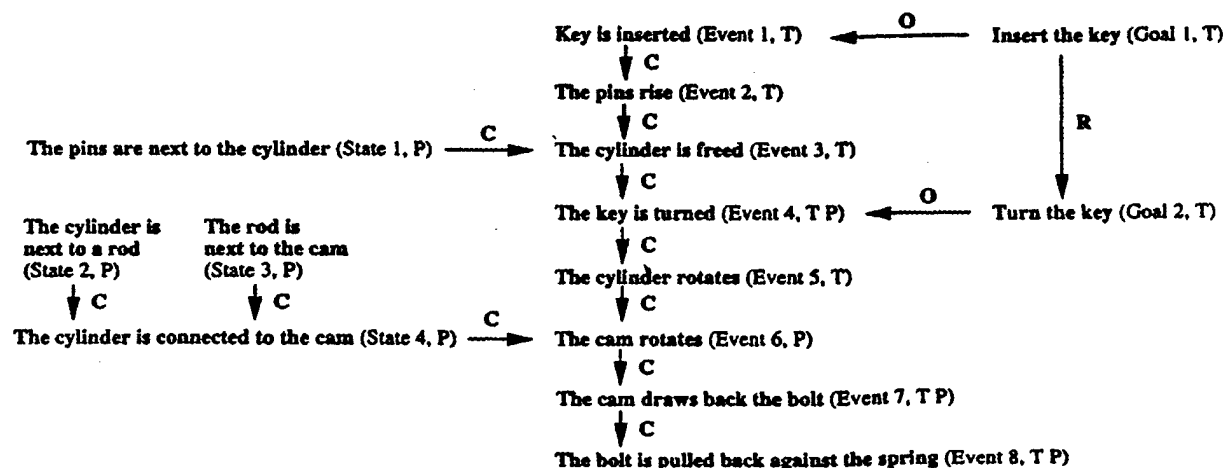 Key is inserted (Event 1, T)
O
Insert the key (Goal 1, T)
C
The pins rise (Event 2, T)
C
R
The pins are next to the cylinder (State 1, P)
C
The cylinder is freed (Event 3, T)
C
The key is turned (Event 4, T P)
O
Turn the key (Goal 2, T)
The cylinder is
next to a rod
(State 2, P)
The rod is
next to the cam
(State 3, P)
C
The cylinder rotates (Event 5, T)
C
C
C
The cylinder is connected to the cam (State 4, P)
C
The cam rotates (Event 6, P)
C
The cam draws back the bolt (Event 7, T P)
C
The bolt is pulled back against the spring (Event 8, T P)